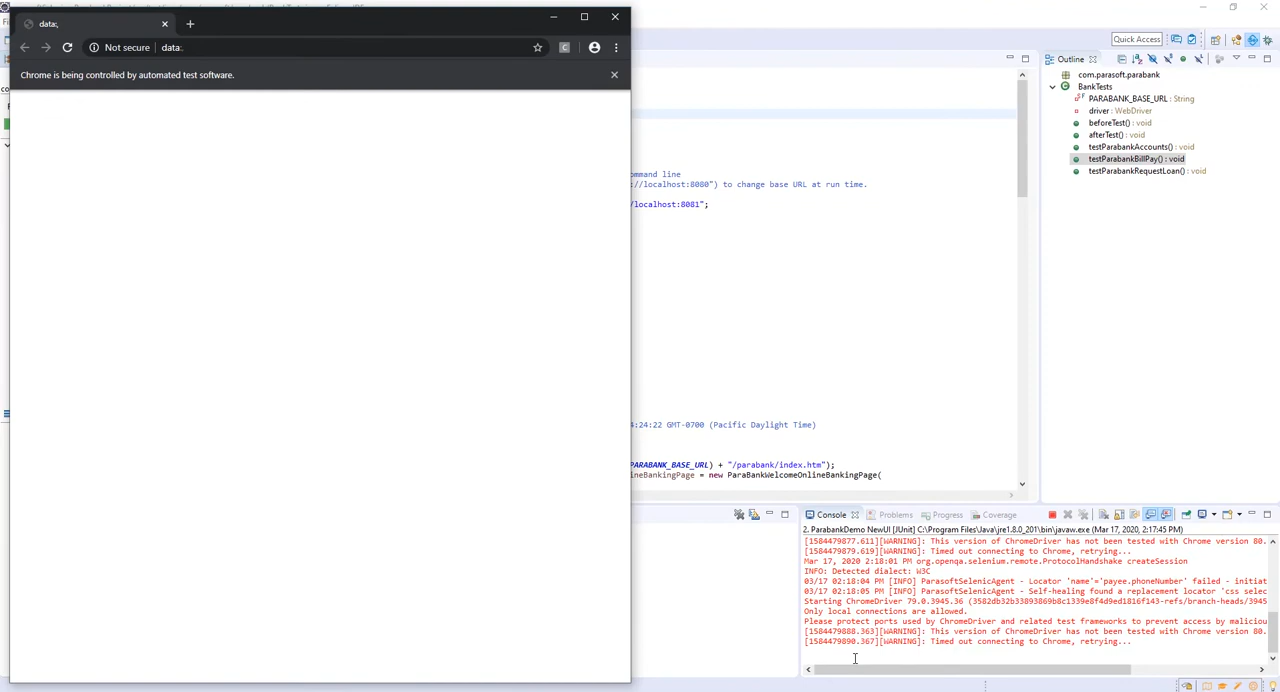 data:,
Not secure
data:,
Chrome is being controlled by automated test software.
Quick Access
Outline
com.parasoft.parabank
BankTests
PARABANK_BASE_URL : String
driver : WebDriver
beforeTest() : void
afterTest() : void
testParabankAccounts() : void
testParabankBillPay() : void
testParabankRequestLoan() : void
ommand line
://localhost:8080") to change base URL at run time.
/localhost:8081";
4:24:22 GMT-0700 (Pacific Daylight Time)
PARABANK_BASE_URL) + "/parabank/index.htm");
ineBankingPage = new ParaBankWelcomeOnlineBankingPage(
Console
Problems
Progress
Coverage
2. ParabankDemo NewUI [JUnit] C:\Program Files\Java\jre1.8.0_201\bin\javaw.exe (Mar 17, 2020, 2:17:45 PM)
[1584479877.611][WARNING]: This version of ChromeDriver has not been tested with Chrome version 80.
[1584479879.619][WARNING]: Timed out connecting to Chrome, retrying...
Mar 17, 2020 2:18:01 PM org.openqa.selenium.remote.ProtocolHandshake createSession
INFO: Detected dialect: W3C
03/17 02:18:04 PM [INFO] ParasoftSelenicAgent - Locator 'name'='payee.phoneNumber' failed - initiat
03/17 02:18:05 PM [INFO] ParasoftSelenicAgent - Self-healing found a replacement locator 'css selec
Starting ChromeDriver 79.0.3945.36 (3582db32b33893869b8c1339e8f4d9ed1816f143-refs/branch-heads/3945
Only local connections are allowed.
Please protect ports used by ChromeDriver and related test frameworks to prevent access by maliciou
[1584479888.363][WARNING]: This version of ChromeDriver has not been tested with Chrome version 80.
[1584479890.367][WARNING]: Timed out connecting to Chrome, retrying...